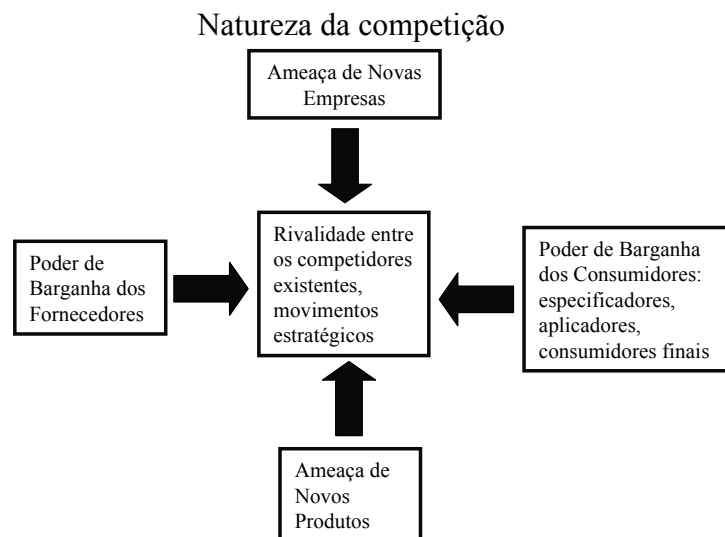 Natureza da competição
Ameaça de Novas
Empresas
Poder de
Barganha dos
Fornecedores
Rivalidade entre
os competidores
existentes,
movimentos
estratégicos
Poder de Barganha
dos Consumidores:
especificadores,
aplicadores,
consumidores finais
Ameaça de
Novos
Produtos